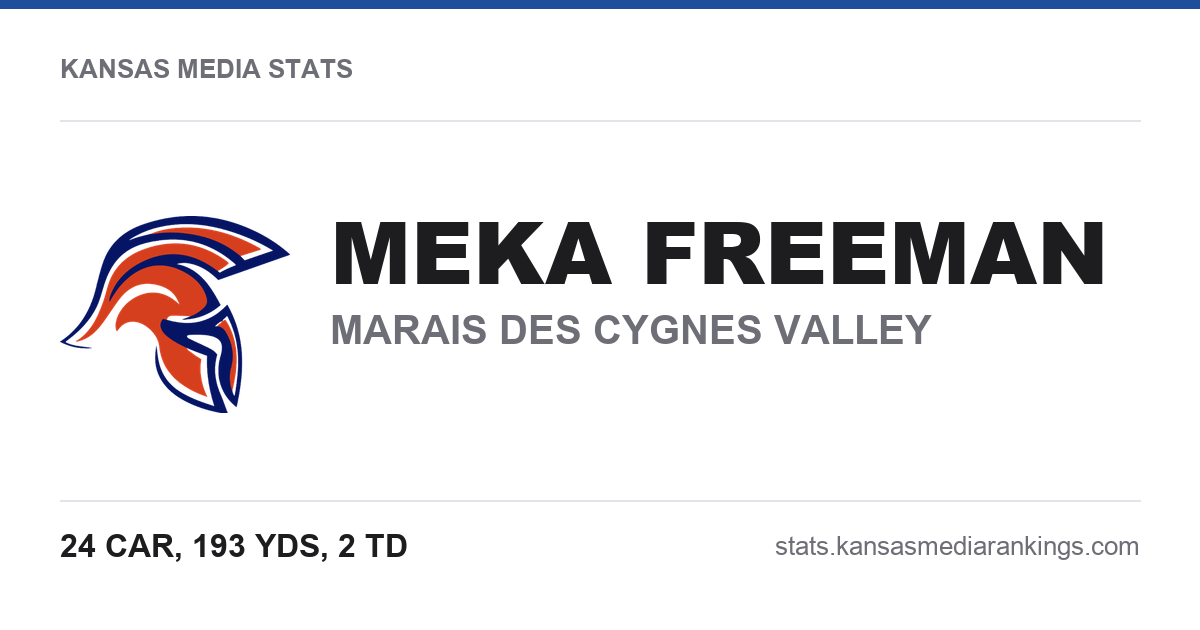 KANSAS MEDIA STATS
MEKA FREEMAN
MARAIS DES CYGNES VALLEY
24 CAR, 193 YDS, 2 TD
stats.kansasmediarankings.com